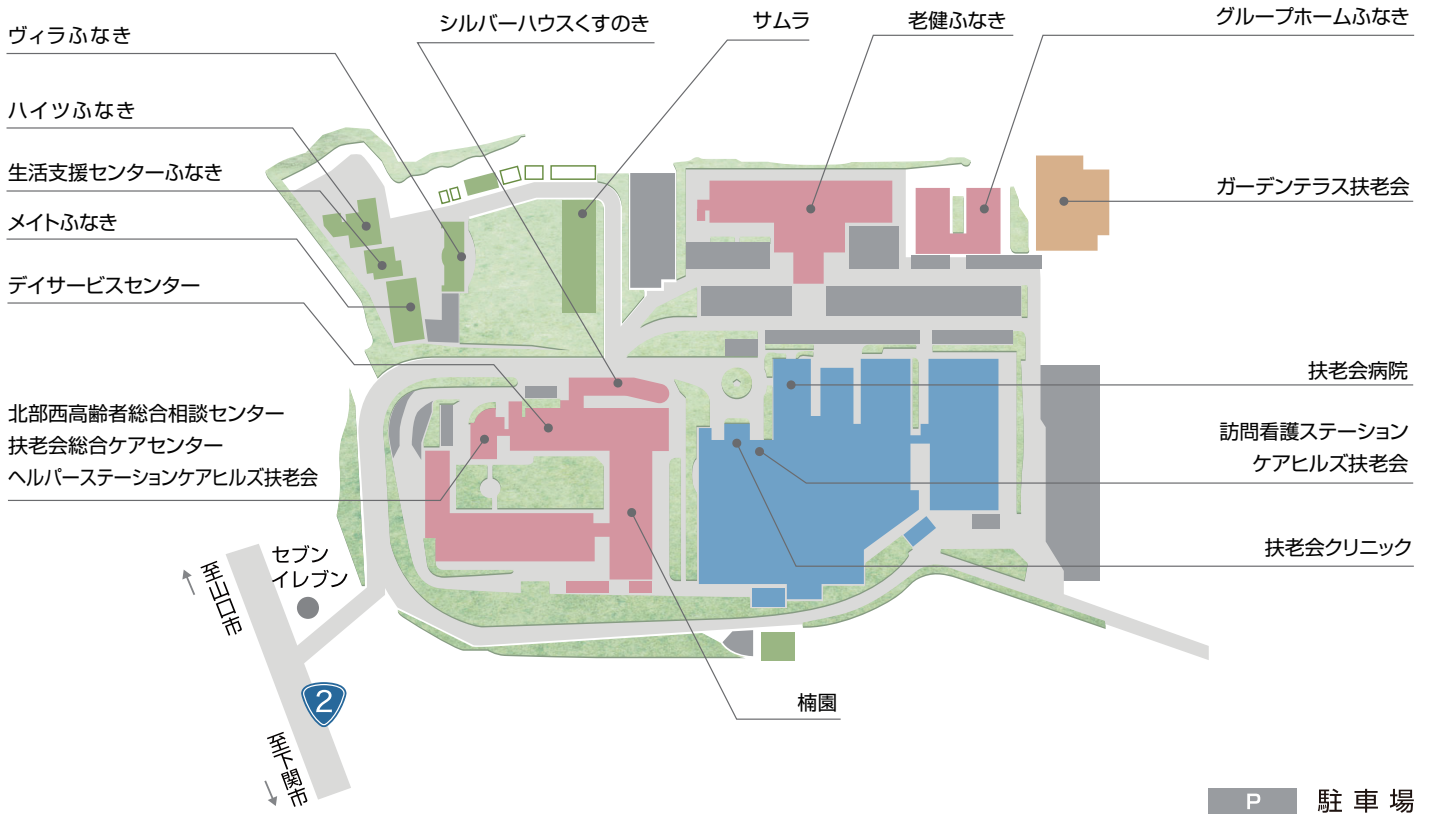 シルバーハウスくすのき
サムラ
老健ふなき
グループホームふなき
ヴィラふなき
ハイツふなき
生活支援センターふなき
メイトふなき
デイサービスセンター
北部西高齢者総合相談センター
扶老会総合ケアセンター
ヘルパーステーションケアヒルズ扶老会
ガーデンテラス扶老会
扶老会病院
訪問看護ステーション
ケアヒルズ扶老会
扶老会クリニック
セブン
イレブン
至山口市
2
至下関市
楠園
P 駐車場